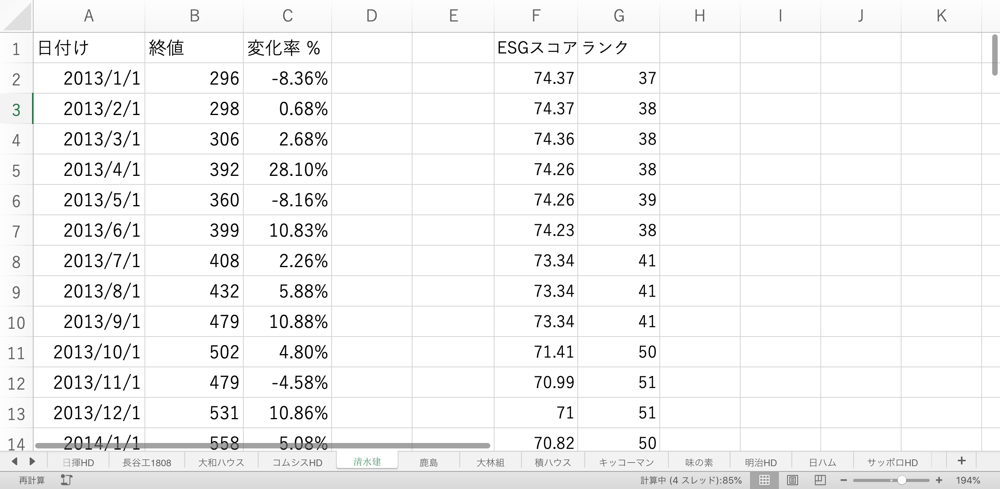 A B C D E F G H I J K
1 日付け 終値 変化率 % ESGスコア ランク
2 2013/1/1 296 -8.36% 74.37 37
3 2013/2/1 298 0.68% 74.37 38
4 2013/3/1 306 2.68% 74.36 38
5 2013/4/1 392 28.10% 74.26 38
6 2013/5/1 360 -8.16% 74.26 39
7 2013/6/1 399 10.83% 74.23 38
8 2013/7/1 408 2.26% 73.34 41
9 2013/8/1 432 5.88% 73.34 41
10 2013/9/1 479 10.88% 73.34 41
11 2013/10/1 502 4.80% 71.41 50
12 2013/11/1 479 -4.58% 70.99 51
13 2013/12/1 531 10.86% 71 51
14 2014/1/1 558 5.08% 70.82 50
日揮HD 長谷工1808 大和ハウス コムシスHD 清水建 鹿島 大林組 積ハウス キッコーマン 味の素 明治HD 日ハム サッポロHD +
再計算 計算中 (4 スレッド):85% − + 194%